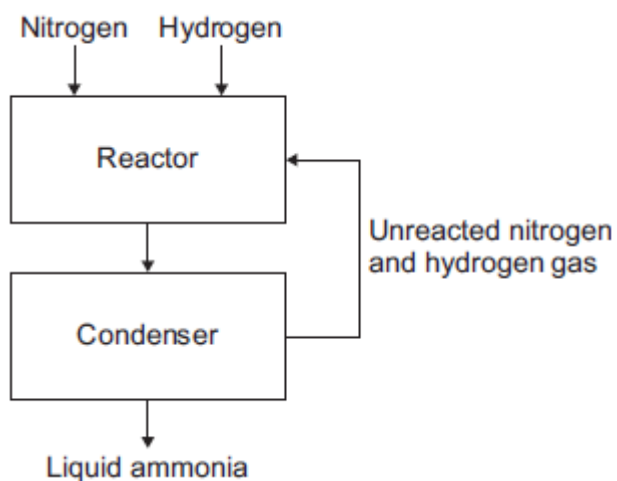 Nitrogen Hydrogen
Reactor
Unreacted nitrogen
and hydrogen gas
Condenser
Liquid ammonia